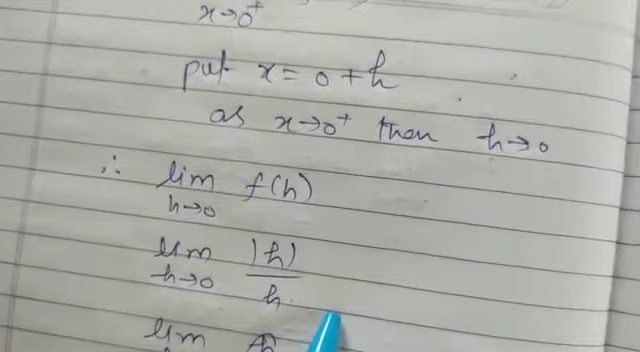 x→0⁺
put x = 0 + h
as x→0⁺ then h→0
∴ lim f(h)
h→0
lim |h|
h→0 h
lim h